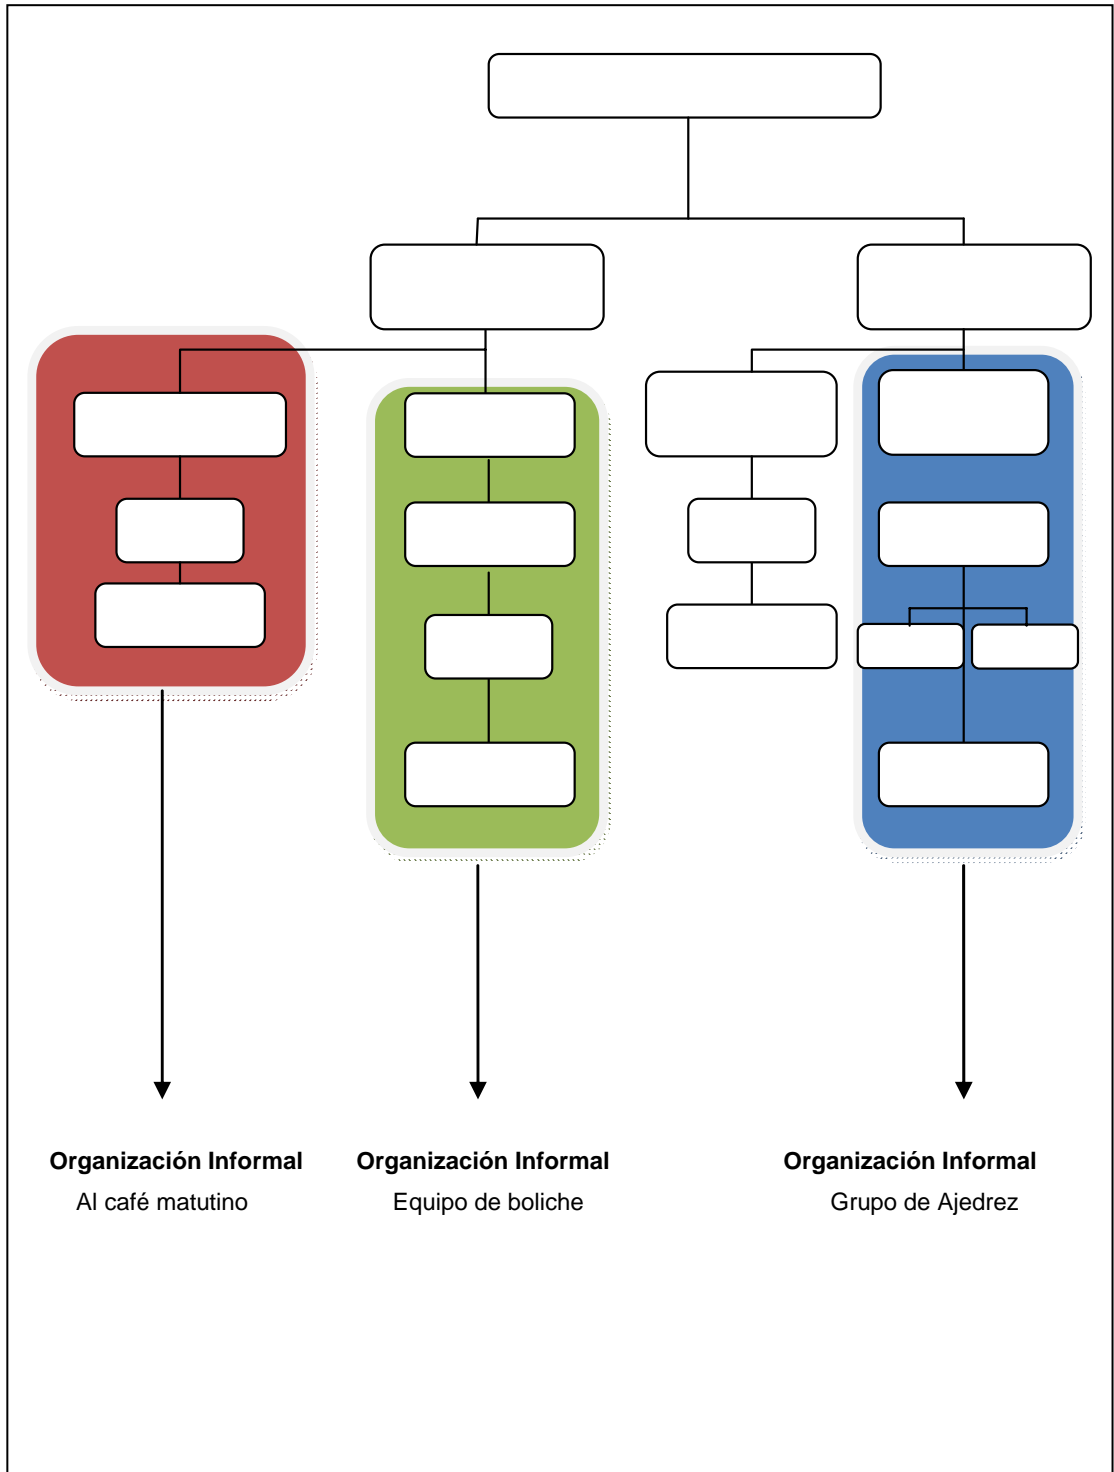 Organización Informal
Al café matutino
Organización Informal
Equipo de boliche
Organización Informal
Grupo de Ajedrez